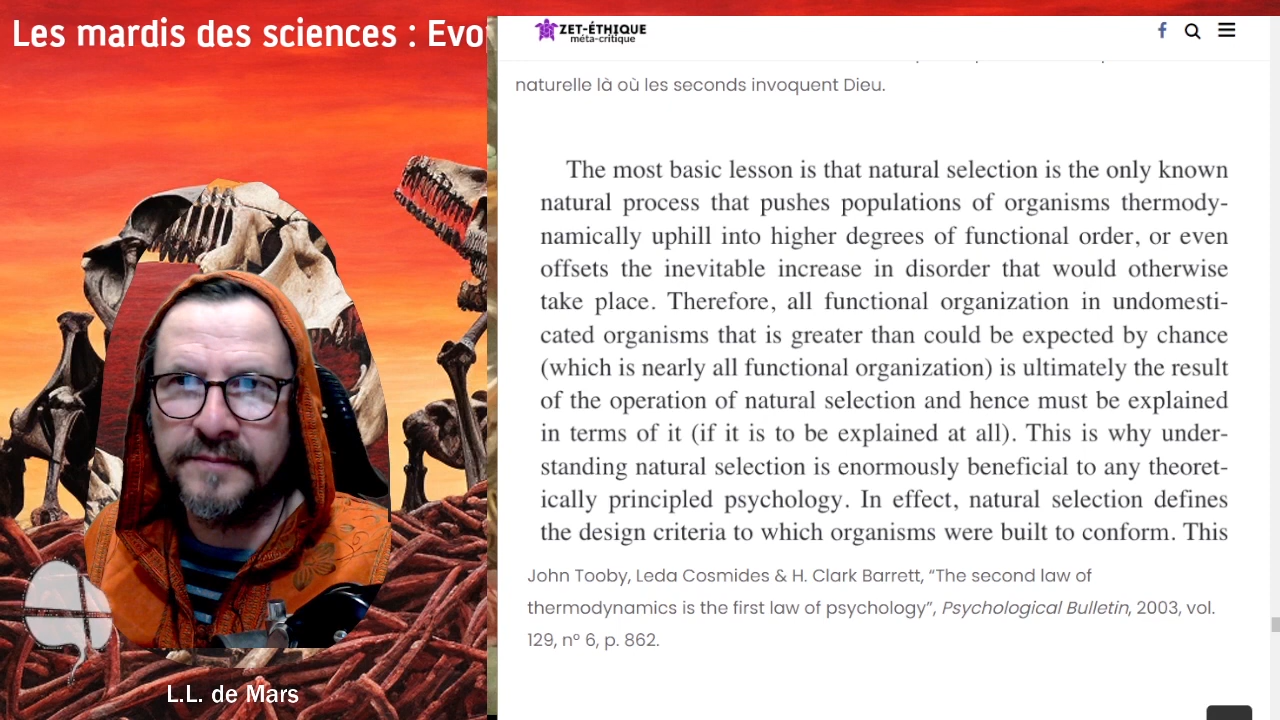 Les mardis des sciences : Evo
ZET-ÉTHIQUE
méta-critique
naturelle là où les seconds invoquent Dieu.
The most basic lesson is that natural selection is the only known
natural process that pushes populations of organisms thermody-
namically uphill into higher degrees of functional order, or even
offsets the inevitable increase in disorder that would otherwise
take place. Therefore, all functional organization in undomesti-
cated organisms that is greater than could be expected by chance
(which is nearly all functional organization) is ultimately the result
of the operation of natural selection and hence must be explained
in terms of it (if it is to be explained at all). This is why under-
standing natural selection is enormously beneficial to any theoret-
ically principled psychology. In effect, natural selection defines
the design criteria to which organisms were built to conform. This
John Tooby, Leda Cosmides & H. Clark Barrett, “The second law of
thermodynamics is the first law of psychology”, Psychological Bulletin, 2003, vol.
129, n° 6, p. 862.
L.L. de Mars